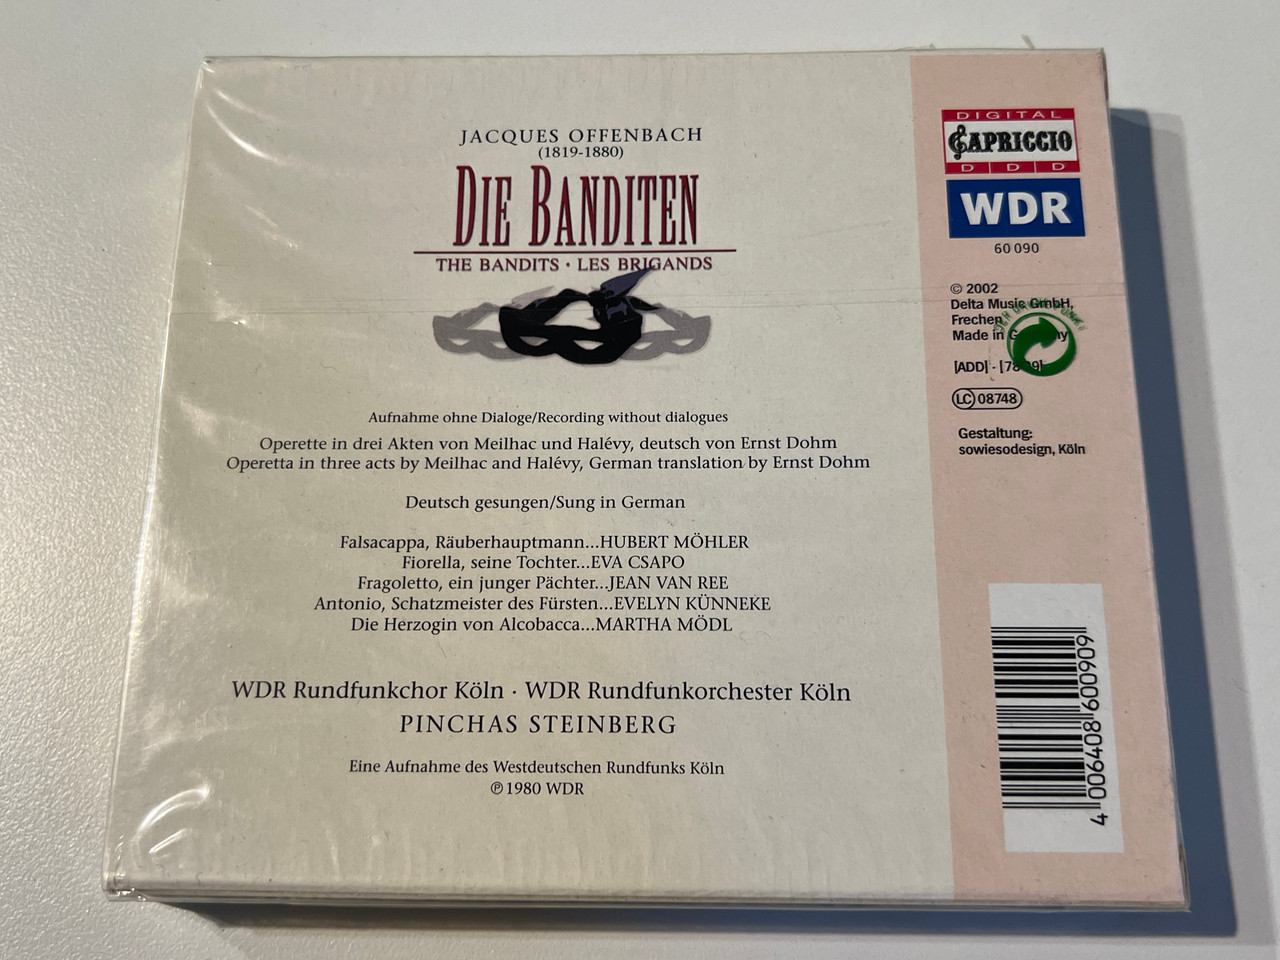 JACQUES OFFENBACH
(1819-1880)
DIE BANDITEN
THE BANDITS · LES BRIGANDS
Aufnahme ohne Dialoge/Recording without dialogues
Operette in drei Akten von Meilhac und Halévy, deutsch von Ernst Dohm
Operetta in three acts by Meilhac and Halévy, German translation by Ernst Dohm
Deutsch gesungen/Sung in German
Falsacappa, Räuberhauptmann...HUBERT MÖHLER
Fiorella, seine Tochter...EVA CSAPO
Fragoletto, ein junger Pächter...JEAN VAN REE
Antonio, Schatzmeister des Fürsten...EVELYN KÜNNEKE
Die Herzogin von Alcobacca...MARTHA MÖDL
WDR Rundfunkchor Köln · WDR Rundfunkorchester Köln
PINCHAS STEINBERG
Eine Aufnahme des Westdeutschen Rundfunks Köln
℗ 1980 WDR
DIGITAL
CAPRICCIO
D D D
WDR
60 090
© 2002
Delta Music GmbH,
Frechen
Made in
[ADD] ·
LC 08748
Gestaltung:
sowiesodesign, Köln
4 006408 600909